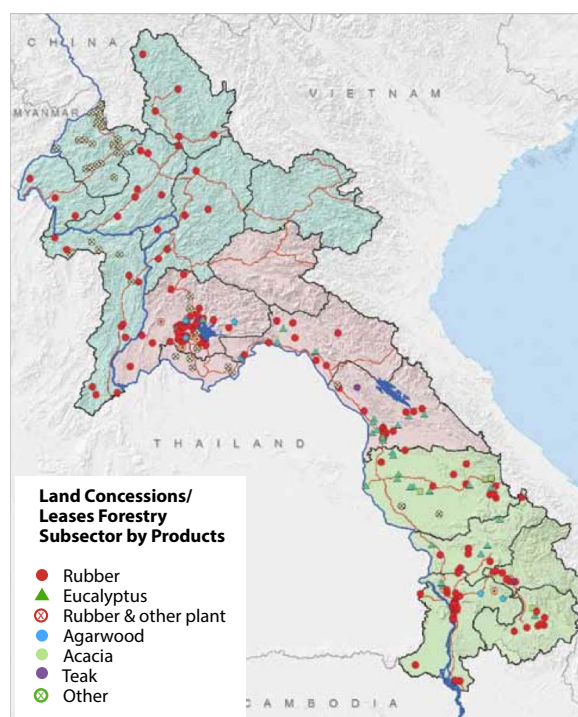 CHINA
VIETNAM
MYANMAR
THAILAND
Land Concessions/
Leases Forestry
Subsector by Products
Rubber
Eucalyptus
Rubber & other plant
Agarwood
Acacia
Teak
Other
CAMBODIA